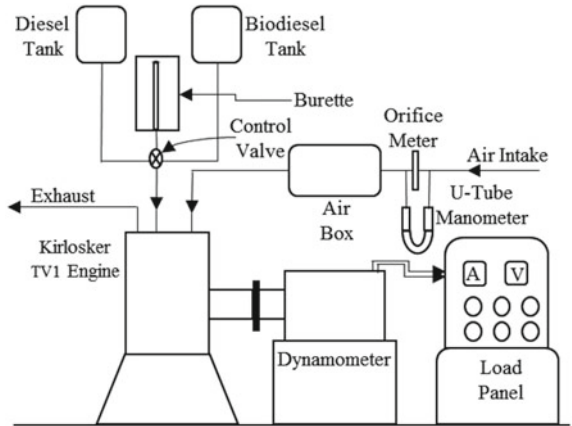 Diesel
Tank
Biodiesel
Tank
Burette
Control
Valve
Orifice
Meter
Air Intake
Exhaust
Air
Box
U-Tube
Manometer
Kirlosker
TV1 Engine
A V
Dynamometer
Load
Panel